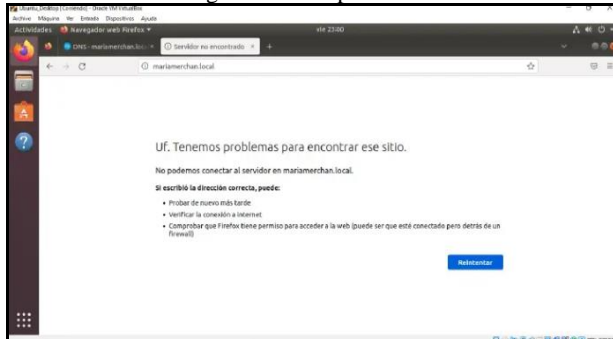 Ubuntu_Desktop [Corriendo] - Oracle VM VirtualBox
Archivo Máquina Ver Entrada Dispositivos Ayuda
Actividades Navegador web Firefox vie 23:00
DNS - mariamerchan.loc Servidor no encontrado
mariamerchan.local
Uf. Tenemos problemas para encontrar ese sitio.
No podemos conectar al servidor en mariamerchan.local.
Si escribió la dirección correcta, puede:
• Probar de nuevo más tarde
• Verificar la conexión a Internet
• Comprobar que Firefox tiene permiso para acceder a la web (puede ser que esté conectado pero detrás de un
firewall)
Reintentar